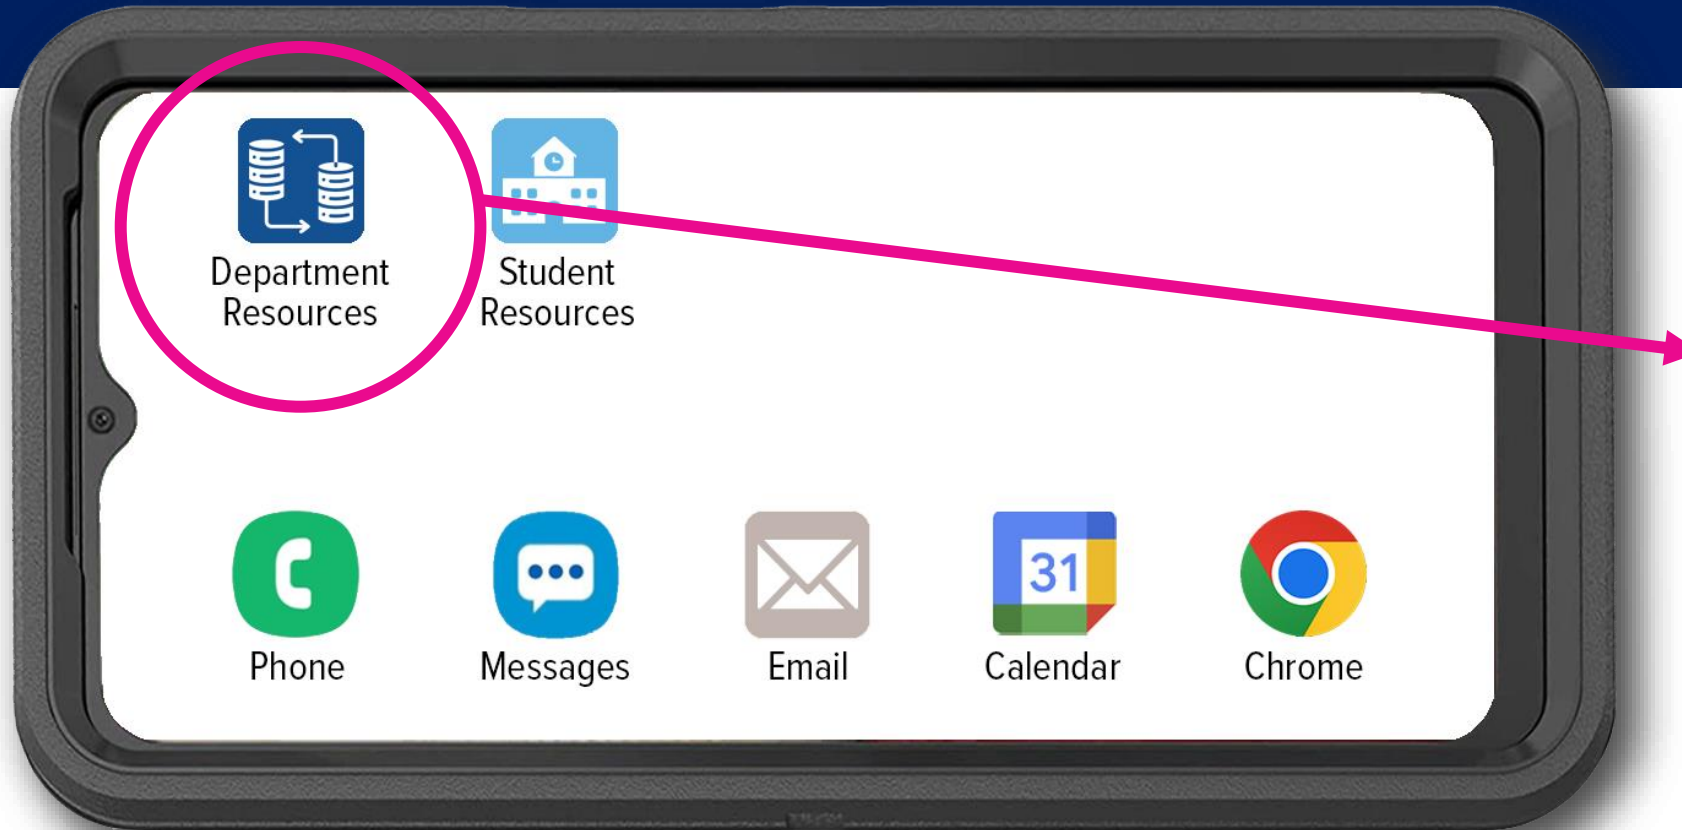 Department
Resources
Student
Resources
31
Phone
Messages
Email
Calendar
Chrome